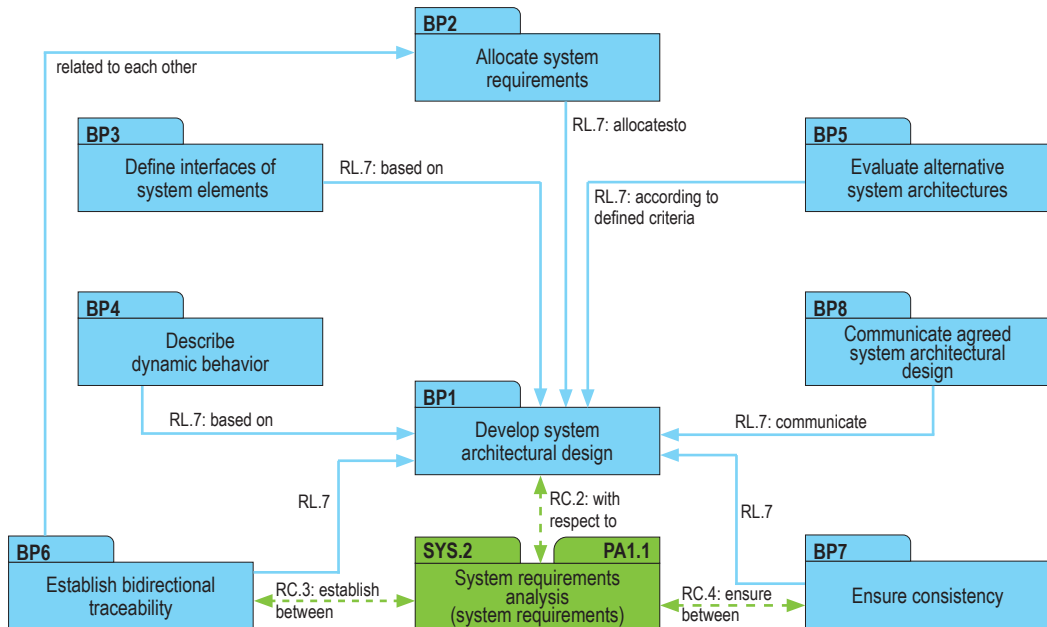 BP2
Allocate system
requirements
related to each other
RL.7: allocatesto
BP3
Define interfaces of
system elements
RL.7: based on
BP5
Evaluate alternative
system architectures
RL.7: according to
defined criteria
BP4
Describe
dynamic behavior
RL.7: based on
BP8
Communicate agreed
system architectural
design
RL.7: communicate
BP1
Develop system
architectural design
RL.7
RC.2: with
respect to
RL.7
BP6
Establish bidirectional
traceability
RC.3: establish
between
SYS.2
PA1.1
System requirements
analysis
(system requirements)
RC.4: ensure
between
BP7
Ensure consistency